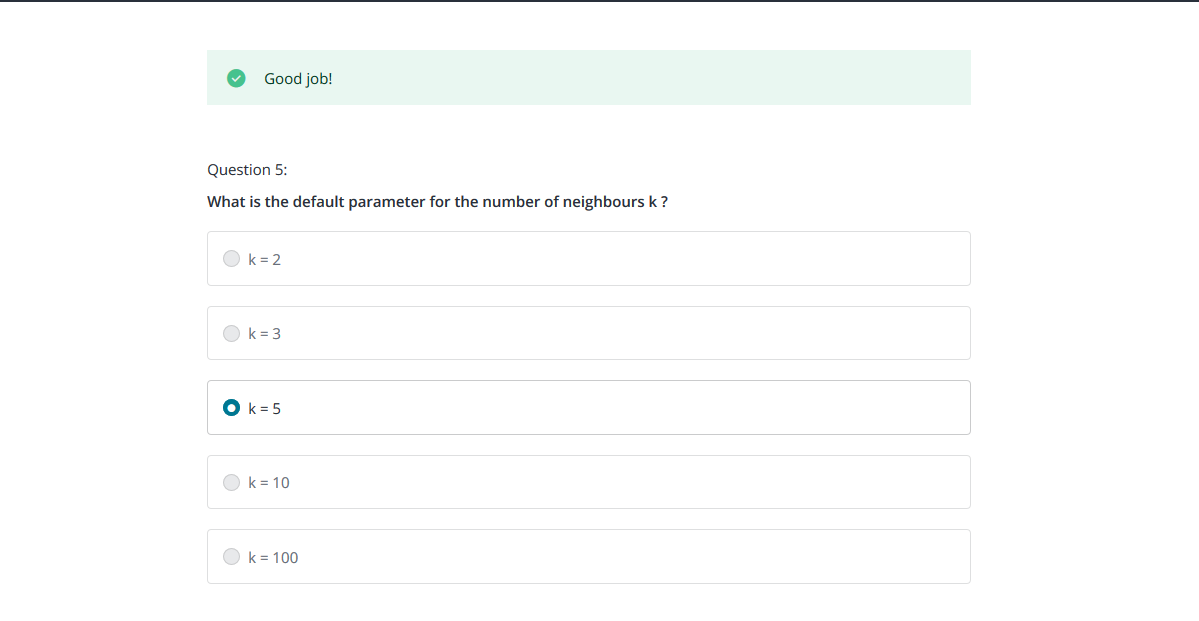 Good job!
Question 5:
What is the default parameter for the number of neighbours k ?
k = 2
k = 3
k = 5
k = 10
k = 100